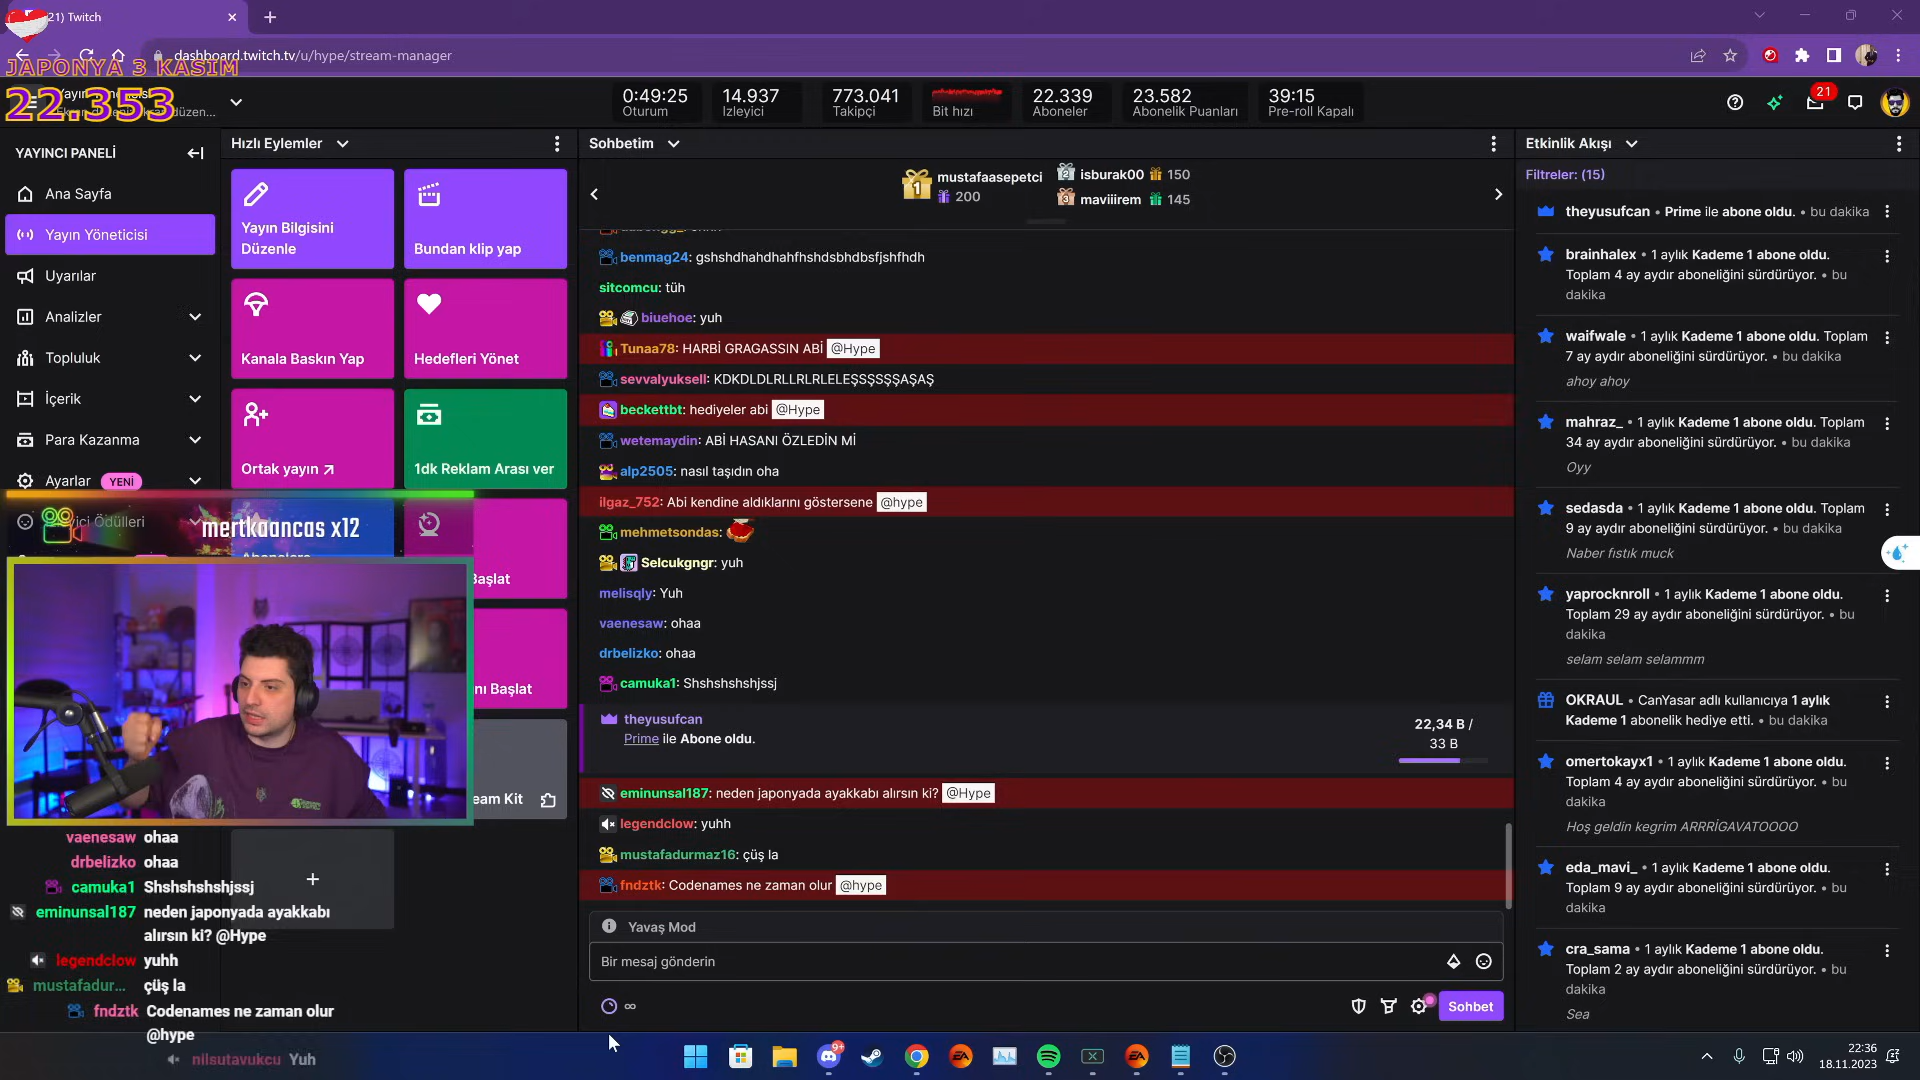 21) Twitch
dashboard.twitch.tv/u/hype/stream-manager
JAPONYA 3 KASIM
22.353
0:49:25
Oturum
14.937
İzleyici
773.041
Takipçi
Bit hızı
22.339
Aboneler
23.582
Abonelik Puanları
39:15
Pre-roll Kapalı
21
YAYINCI PANELİ
Ana Sayfa
Yayın Yöneticisi
Uyarılar
Analizler
Topluluk
İçerik
Para Kazanma
Ayarlar YENİ
mertkaancas x12
Hızlı Eylemler
Yayın Bilgisini
Düzenle
Bundan klip yap
Kanala Baskın Yap
Hedefleri Yönet
Ortak yayın
1dk Reklam Arası ver
Başlat
nı Başlat
eam Kit
vaenesaw ohaa
drbelizko ohaa
camuka1 Shshshshshjssj
eminunsal187 neden japonyada ayakkabı
alırsın ki? @Hype
legendclow yuhh
mustafadur... çüş la
fndztk Codenames ne zaman olur
@hype
nilsutavukcu Yuh
Sohbetim
1 mustafaasepetci
200
2 isburak00 150
3 maviiirem 145
benmag24: gshshdhahdhahfhshdsbhdbsfjshfhdh
sitcomcu: tüh
biuehoe: yuh
Tunaa78: HARBİ GRAGASSIN ABİ @Hype
sevvalyuksell: KDKDLDLRLLRLRLELEŞSŞSŞŞAŞAŞ
beckettbt: hediyeler abi @Hype
wetemaydin: ABİ HASANI ÖZLEDİN Mİ
alp2505: nasıl taşıdın oha
ilgaz_752: Abi kendine aldıklarını göstersene @hype
mehmetsondas:
Selcukgngr: yuh
melisqly: Yuh
vaenesaw: ohaa
drbelizko: ohaa
camuka1: Shshshshshjssj
theyusufcan
Prime ile Abone oldu.
22,34 B /
33 B
eminunsal187: neden japonyada ayakkabı alırsın ki? @Hype
legendclow: yuhh
mustafadurmaz16: çüş la
fndztk: Codenames ne zaman olur @hype
Yavaş Mod
Bir mesaj gönderin
Sohbet
Etkinlik Akışı
Filtreler: (15)
theyusufcan • Prime ile abone oldu. • bu dakika
brainhalex • 1 aylık Kademe 1 abone oldu.
Toplam 4 ay aydır aboneliğini sürdürüyor. • bu
dakika
waifwale • 1 aylık Kademe 1 abone oldu. Toplam
7 ay aydır aboneliğini sürdürüyor. • bu dakika
ahoy ahoy
mahraz_ • 1 aylık Kademe 1 abone oldu. Toplam
34 ay aydır aboneliğini sürdürüyor. • bu dakika
Oyy
sedasda • 1 aylık Kademe 1 abone oldu. Toplam
9 ay aydır aboneliğini sürdürüyor. • bu dakika
Naber fıstık muck
yaprocknroll • 1 aylık Kademe 1 abone oldu.
Toplam 29 ay aydır aboneliğini sürdürüyor. • bu
dakika
selam selam selammm
OKRAUL • CanYasar adlı kullanıcıya 1 aylık
Kademe 1 abonelik hediye etti. • bu dakika
omertokayx1 • 1 aylık Kademe 1 abone oldu.
Toplam 4 ay aydır aboneliğini sürdürüyor. • bu
dakika
Hoş geldin kegrim ARRRİGAVATOOOO
eda_mavi_ • 1 aylık Kademe 1 abone oldu.
Toplam 9 ay aydır aboneliğini sürdürüyor. • bu
dakika
cra_sama • 1 aylık Kademe 1 abone oldu.
Toplam 2 ay aydır aboneliğini sürdürüyor. • bu
dakika
Sea
9+
22:36
18.11.2023